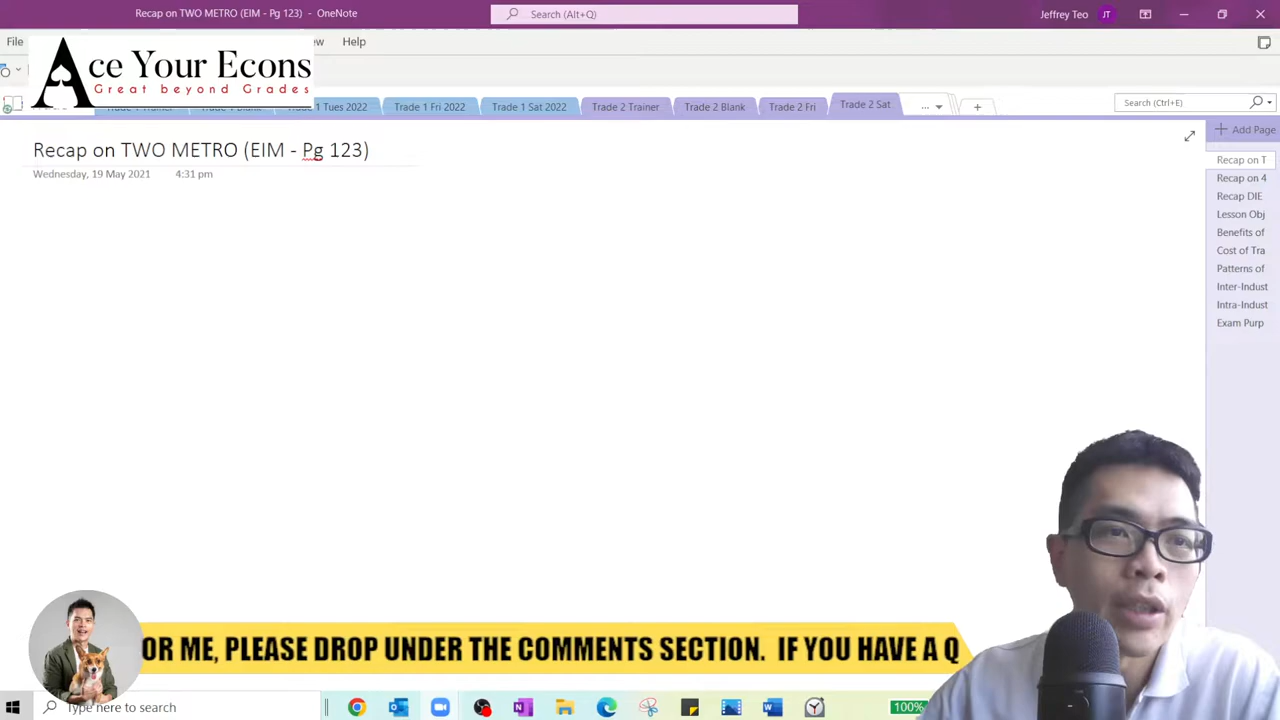 Recap on TWO METRO (EIM - Pg 123) - OneNote
Search (Alt+Q)
Jeffrey Teo
JT
File
Help
Ace Your Econs
Great beyond Grades
1 Tues 2022
Trade 1 Fri 2022
Trade 1 Sat 2022
Trade 2 Trainer
Trade 2 Blank
Trade 2 Fri
Trade 2 Sat
...
Search (Ctrl+E)
Recap on TWO METRO (EIM - Pg 123)
Wednesday, 19 May 2021 4:31 pm
Add Page
Recap on T
Recap on 4
Recap DIE
Lesson Obj
Benefits of
Cost of Tra
Patterns of
Inter-Indust
Intra-Indust
Exam Purp
OR ME, PLEASE DROP UNDER THE COMMENTS SECTION. IF YOU HAVE A Q
Type here to search
100%